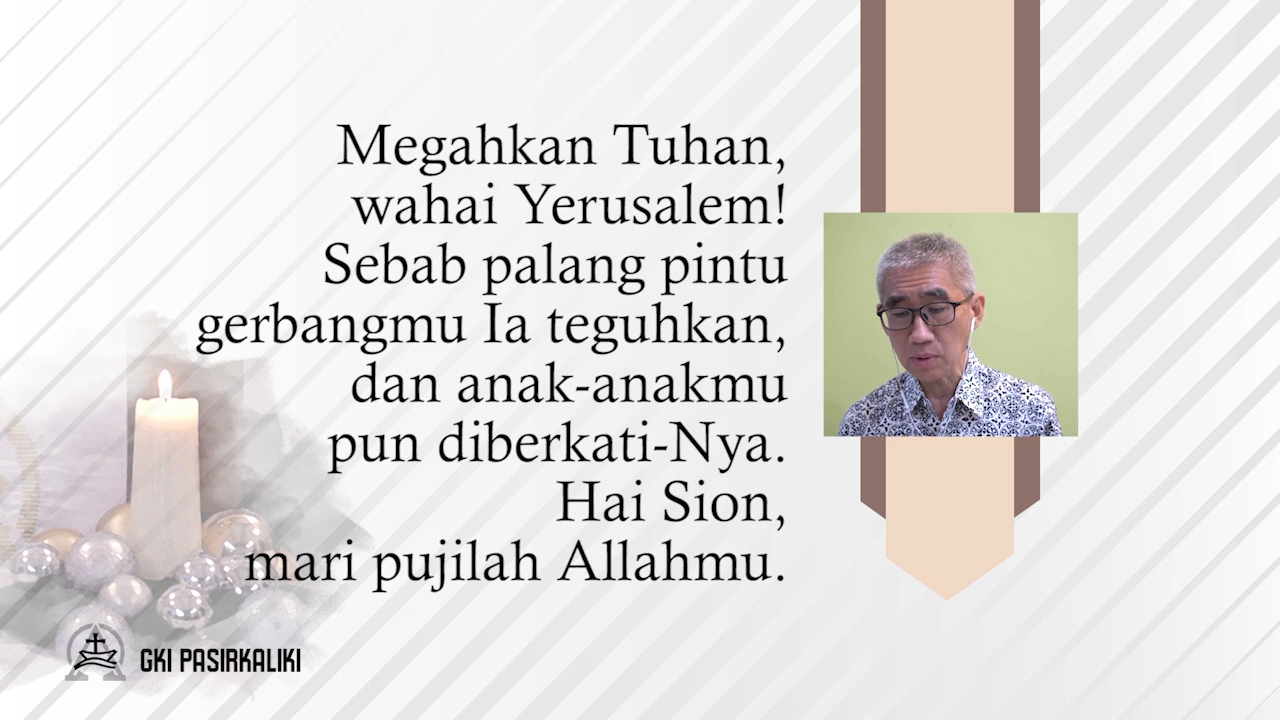 Megahkan Tuhan,
wahai Yerusalem!
Sebab palang pintu
gerbangmu Ia teguhkan,
dan anak-anakmu
pun diberkati-Nya.
Hai Sion,
mari pujilah Allahmu.
GKI PASIRKALIKI